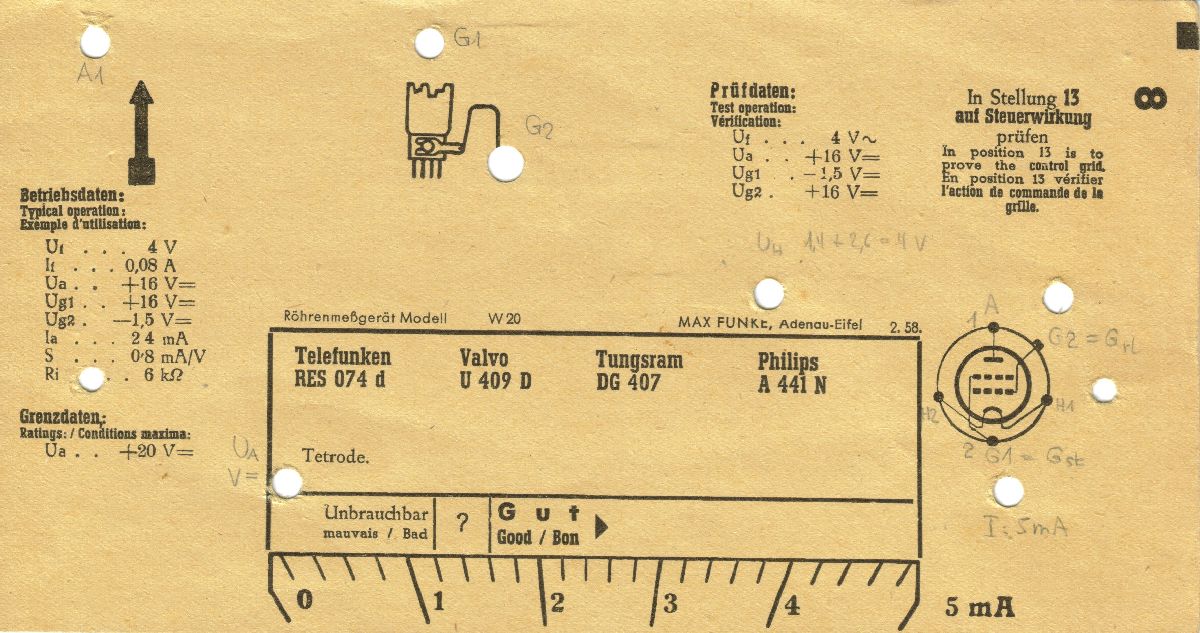 G1
A1
G2
Prüfdaten:
Test operation:
Vérification:
Uf . . . 4 V~
Ua . . +16 V=
Ug1 . . -1,5 V=
Ug2 . +16 V=
In Stellung 13
auf Steuerwirkung
prüfen
In position 13 is to
prove the control grid.
En position 13 vérifier
l'action de commande de la
grille.
8
Betriebsdaten:
Typical operation:
Exemple d'utilisation:
Uf . . . 4 V
If . . . 0,08 A
Ua . . +16 V=
Ug1 . . +16 V=
Ug2 . —1,5 V=
Ia . . . 2 4 mA
S . . . 0·8 mA/V
Ri . . 6 kΩ
Grenzdaten:
Ratings: / Conditions maxima:
Ua . . +20 V=
UH 1,4 + 2,6 = 4 V
Röhrenmeßgerät Modell W 20 MAX FUNKE, Adenau-Eifel 2. 58.
Telefunken Valvo Tungsram Philips
RES 074 d U 409 D DG 407 A 441 N
Tetrode.
UA
V=
Unbrauchbar ? Gut
mauvais / Bad Good / Bon
0 1 2 3 4 5 mA
1 A
G2 = Grl
H2 H1
2 G1 = Gst
I: 5mA